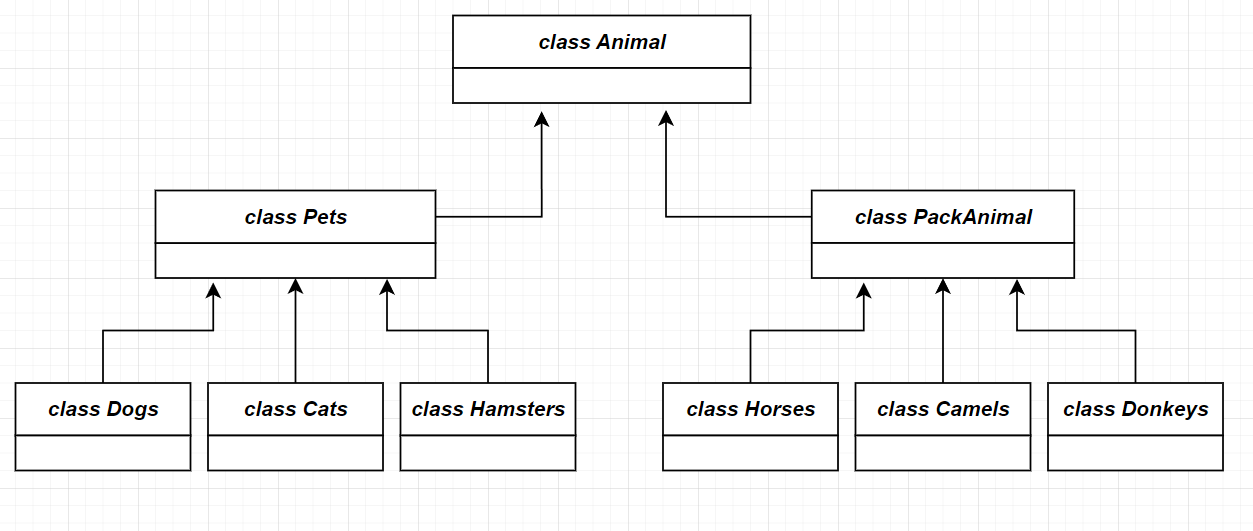 class Animal
class Pets
class PackAnimal
class Dogs
class Cats
class Hamsters
class Horses
class Camels
class Donkeys